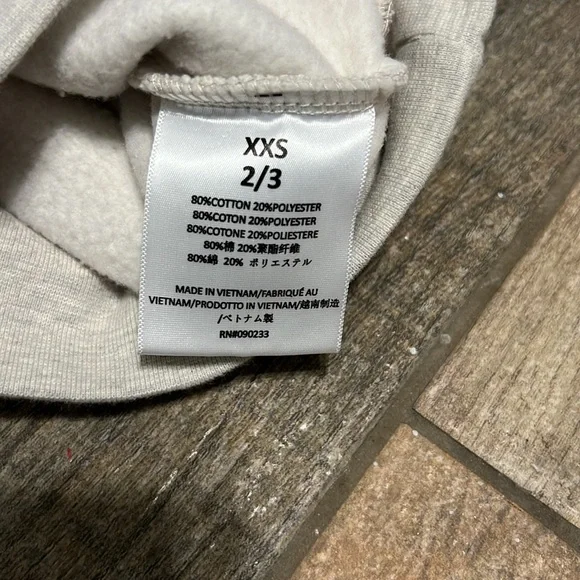 XXS
2/3
80%COTTON 20%POLYESTER
80%COTON 20%POLYESTER
80%COTONE 20%POLIESTERE
80%棉 20%聚酯纤维
80%綿 20% ポリエステル
MADE IN VIETNAM/FABRIQUÉ AU
VIETNAM/PRODOTTO IN VIETNAM/越南制造
/ベトナム製
RN#090233